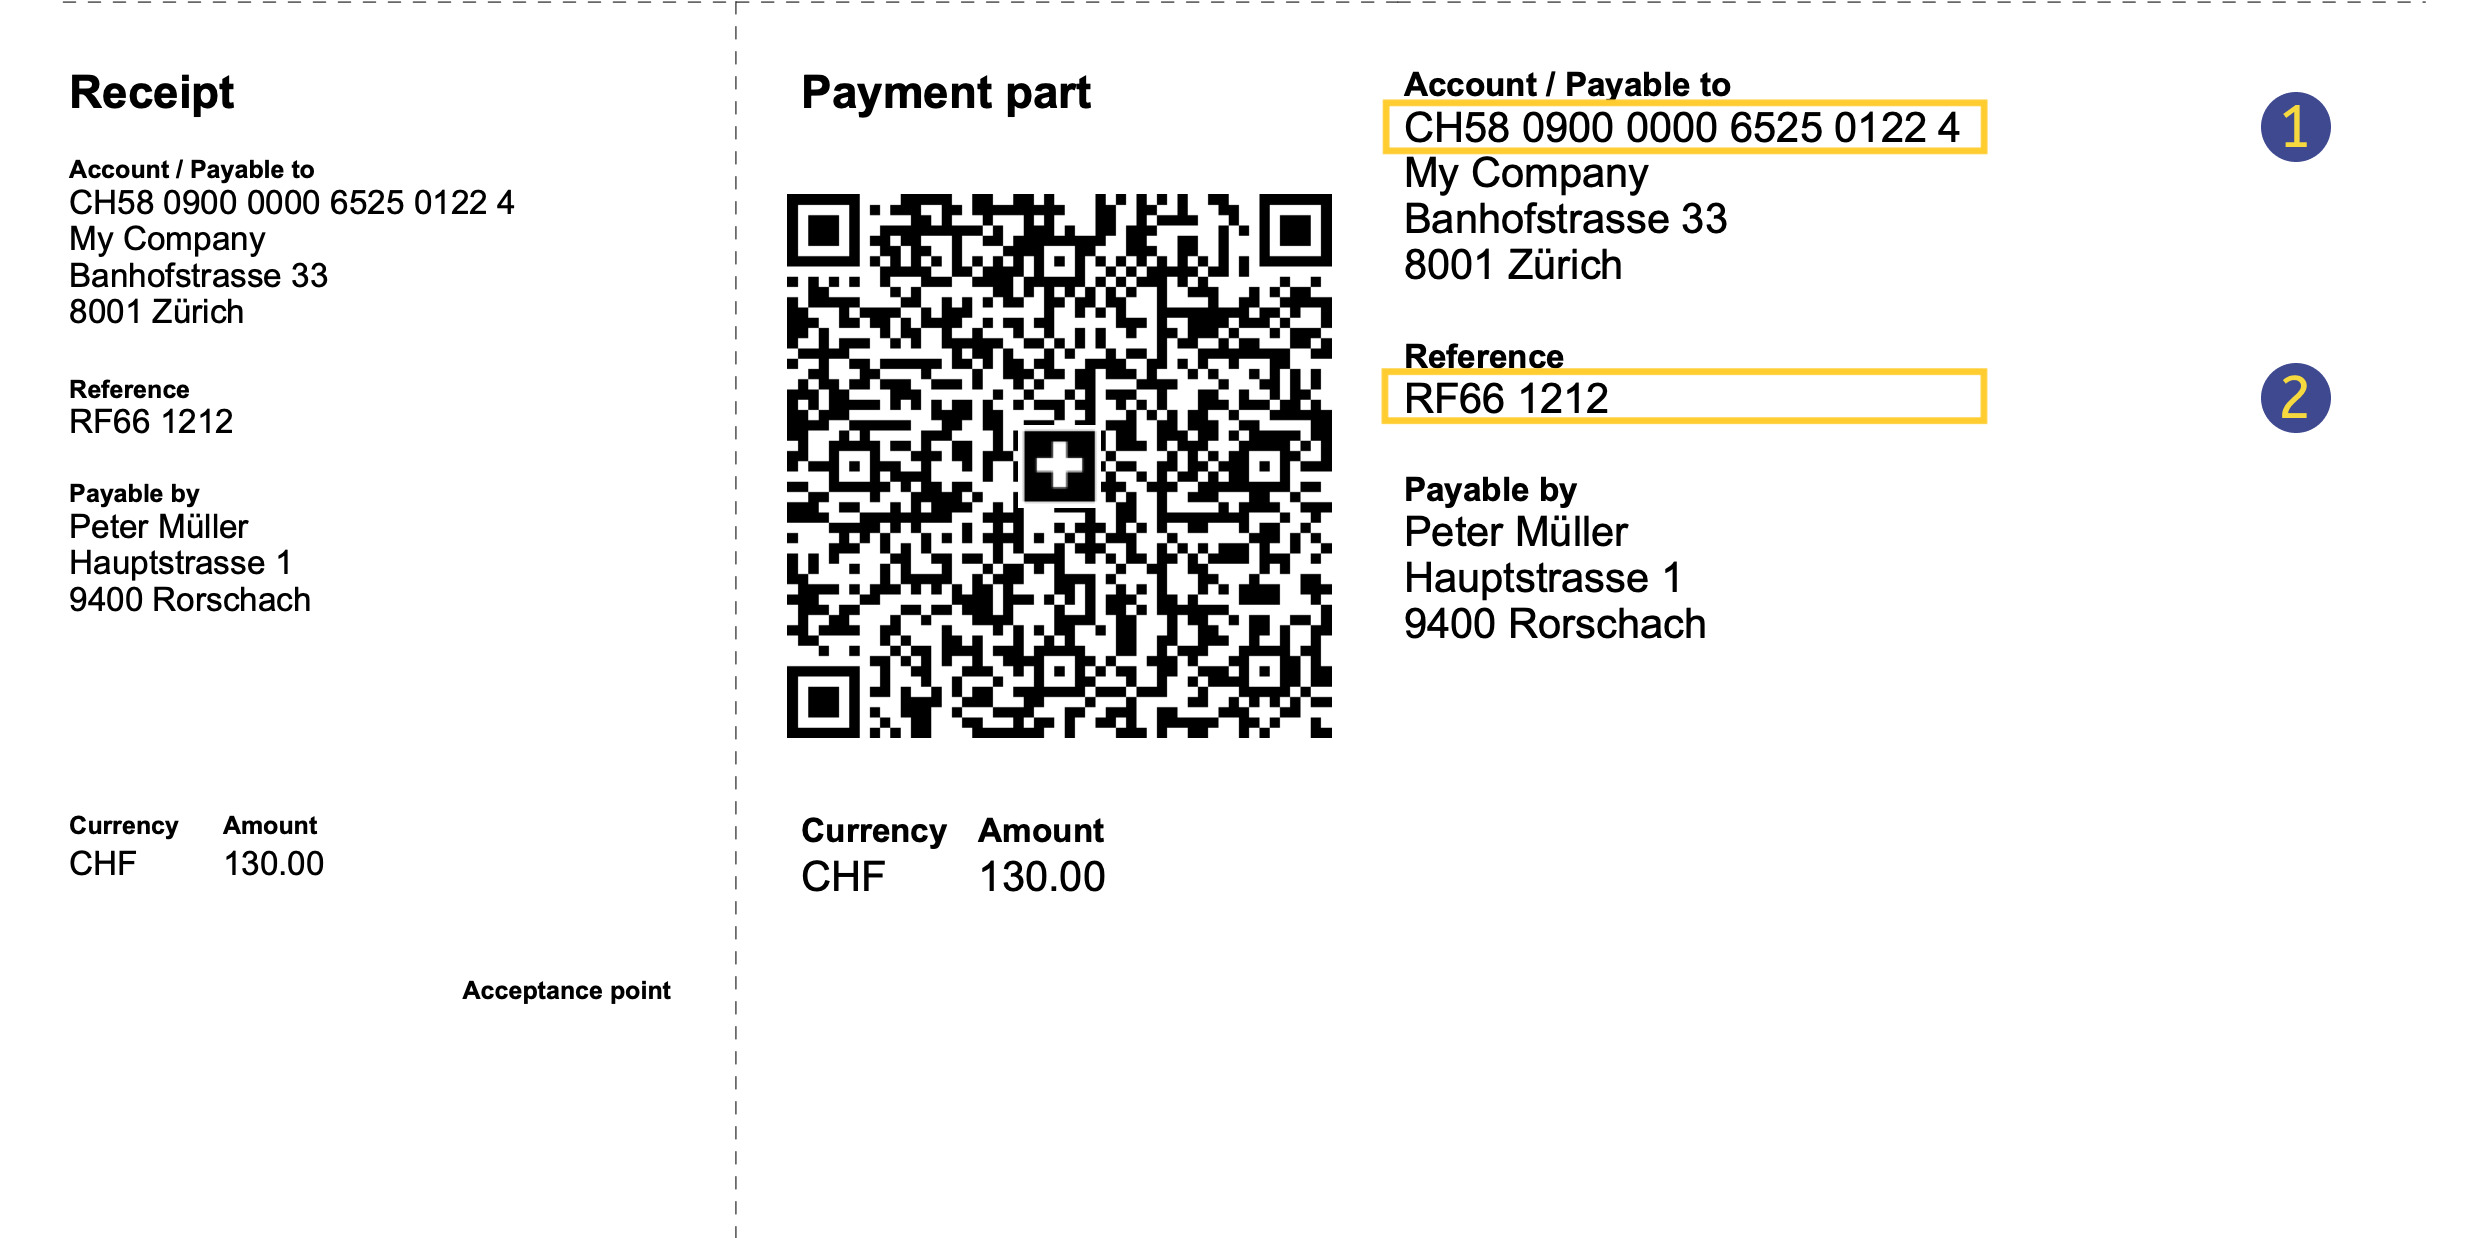 Receipt
Account / Payable to
CH58 0900 0000 6525 0122 4
My Company
Banhofstrasse 33
8001 Zürich
Reference
RF66 1212
Payable by
Peter Müller
Hauptstrasse 1
9400 Rorschach
Currency Amount
CHF 130.00
Acceptance point
Payment part
Currency Amount
CHF 130.00
Account / Payable to
CH58 0900 0000 6525 0122 4
1
My Company
Banhofstrasse 33
8001 Zürich
Reference
RF66 1212
2
Payable by
Peter Müller
Hauptstrasse 1
9400 Rorschach